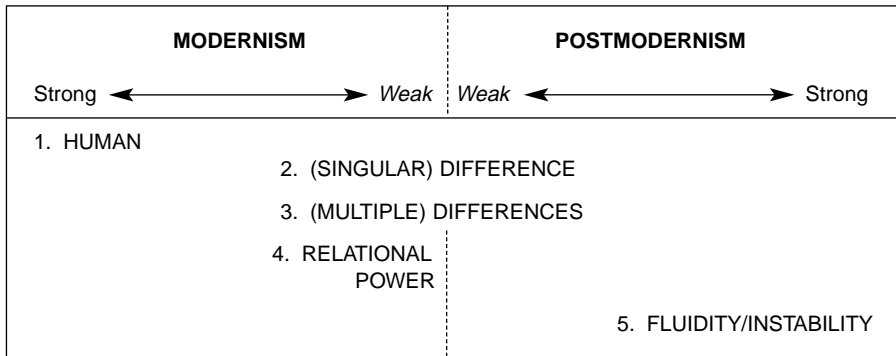 MODERNISM POSTMODERNISM
Strong Weak Weak Strong
1. HUMAN
2. (SINGULAR) DIFFERENCE
3. (MULTIPLE) DIFFERENCES
4. RELATIONAL
POWER
5. FLUIDITY/INSTABILITY